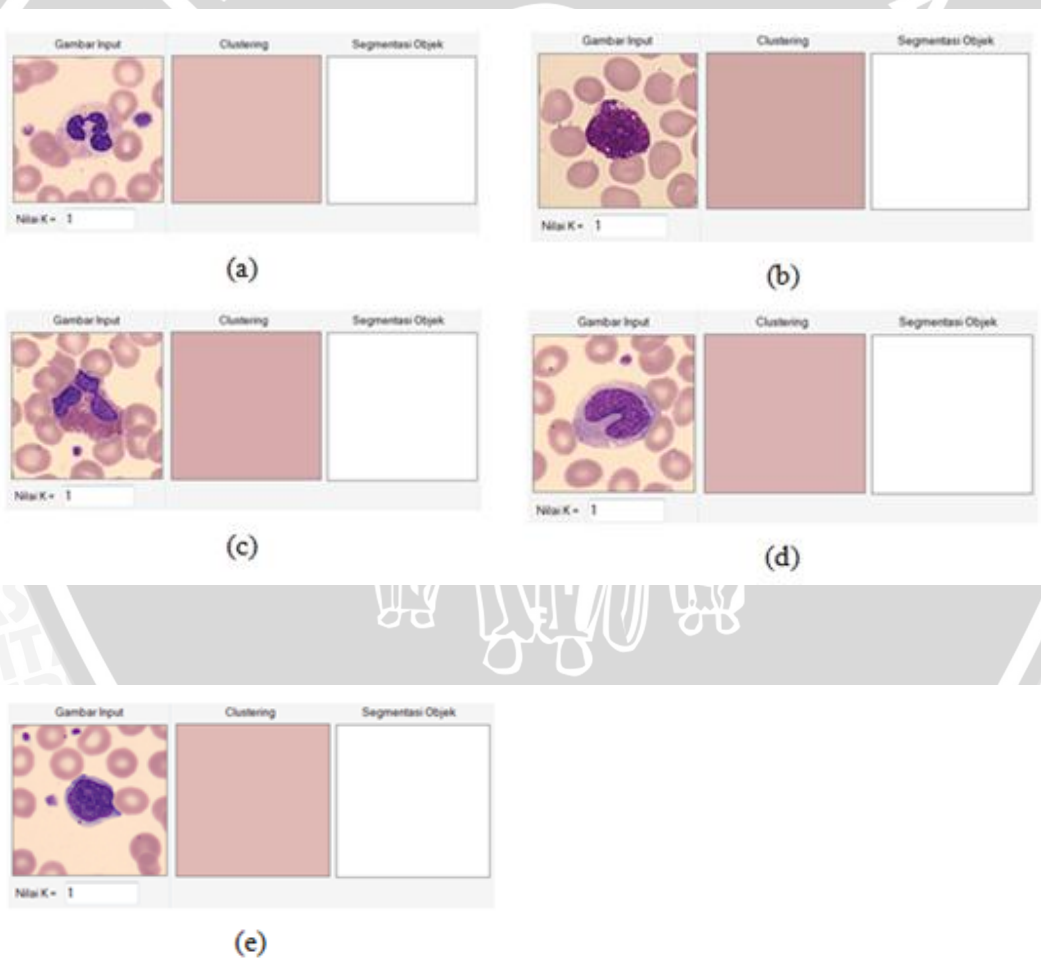 Gambar Input Clustering Segmentasi Objek
Nilai K = 1
(a)
Gambar Input Clustering Segmentasi Objek
Nilai K = 1
(b)
Gambar Input Clustering Segmentasi Objek
Nilai K = 1
(c)
Gambar Input Clustering Segmentasi Objek
Nilai K = 1
(d)
Gambar Input Clustering Segmentasi Objek
Nilai K = 1
(e)